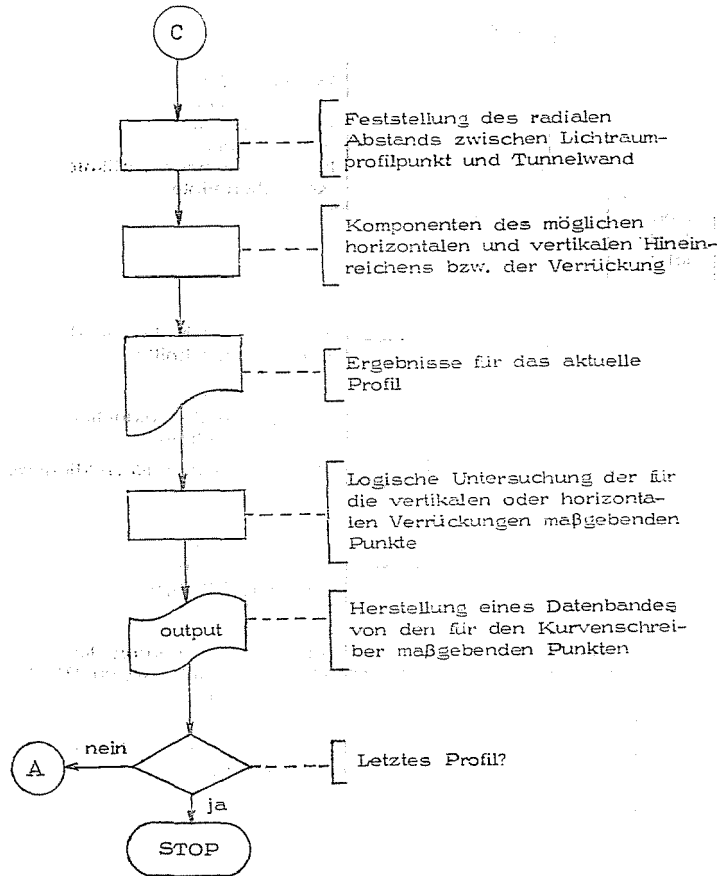 C
Feststellung des radialen
Abstands zwischen Lichtraum-
profilpunkt und Tunnelwand
Komponenten des möglichen
horizontalen und vertikalen Hinein-
reichens bzw. der Verrückung
Ergebnisse für das aktuelle
Profil
Logische Untersuchung der für
die vertikalen oder horizonta-
len Verrückungen maßgebenden
Punkte
output
Herstellung eines Datenbandes
von den für den Kurvenschrei-
ber maßgebenden Punkten
A
nein
Letztes Profil?
ja
STOP